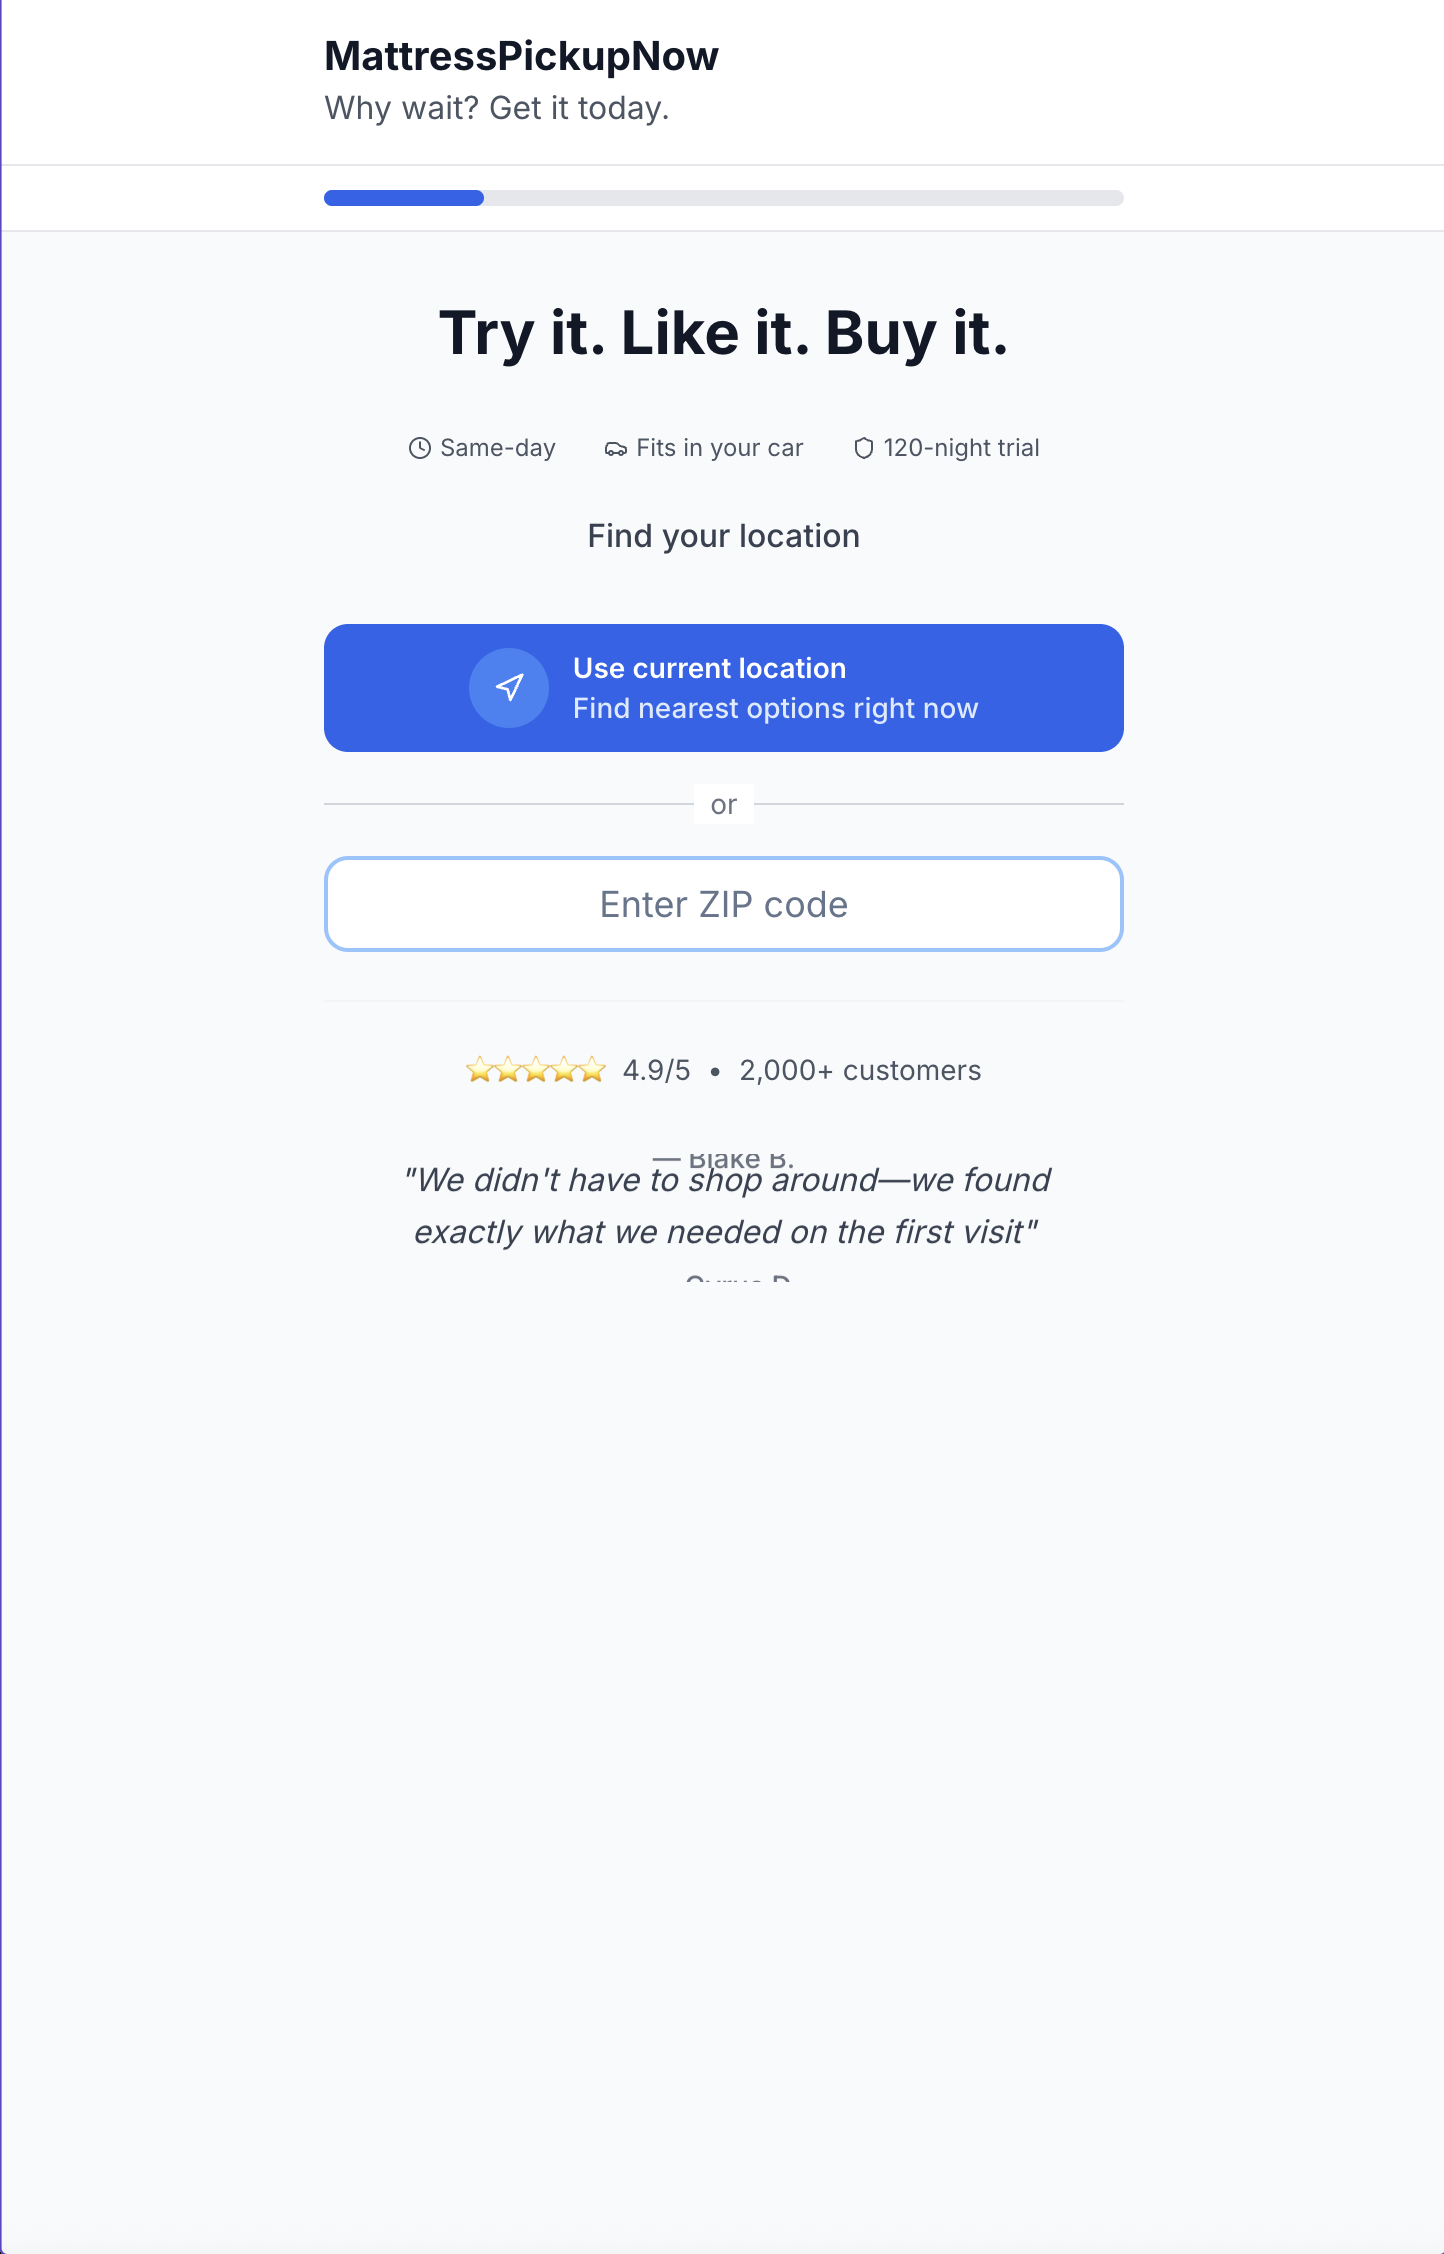 MattressPickupNow
Why wait? Get it today.
Try it. Like it. Buy it.
Same-day Fits in your car 120-night trial
Find your location
Use current location
Find nearest options right now
or
Enter ZIP code
4.9/5 • 2,000+ customers
— Blake B.
"We didn't have to shop around—we found
exactly what we needed on the first visit"